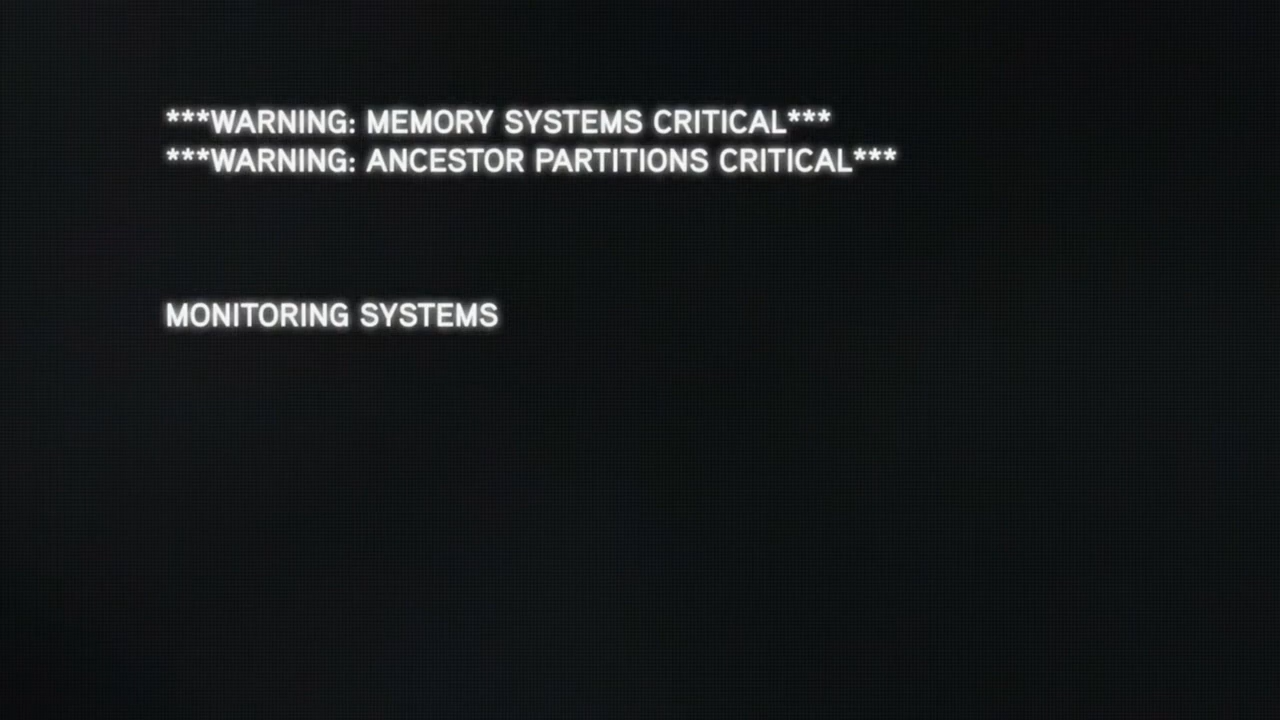 ***WARNING: MEMORY SYSTEMS CRITICAL***
***WARNING: ANCESTOR PARTITIONS CRITICAL***
MONITORING SYSTEMS